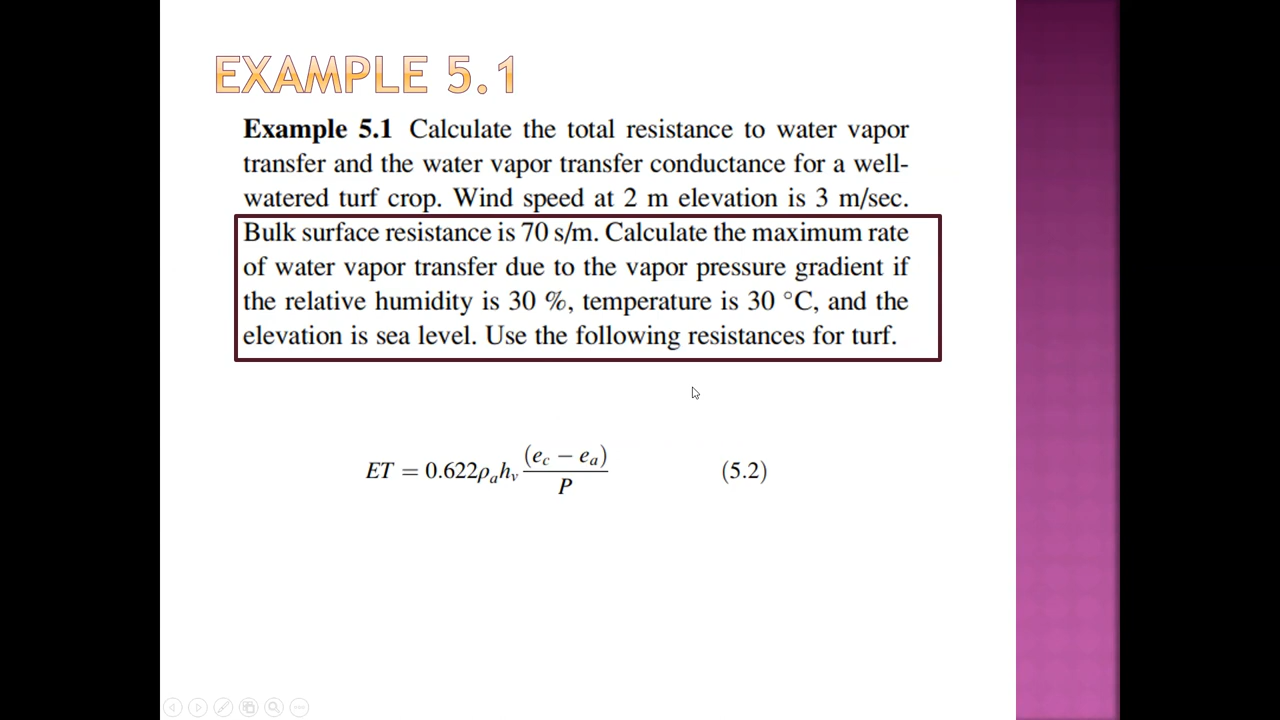 EXAMPLE 5.1
Example 5.1 Calculate the total resistance to water vapor
transfer and the water vapor transfer conductance for a well-
watered turf crop. Wind speed at 2 m elevation is 3 m/sec.
Bulk surface resistance is 70 s/m. Calculate the maximum rate
of water vapor transfer due to the vapor pressure gradient if
the relative humidity is 30 %, temperature is 30 °C, and the
elevation is sea level. Use the following resistances for turf.
ET = 0.622ρₐhᵥ (e_c − e_a) / P (5.2)